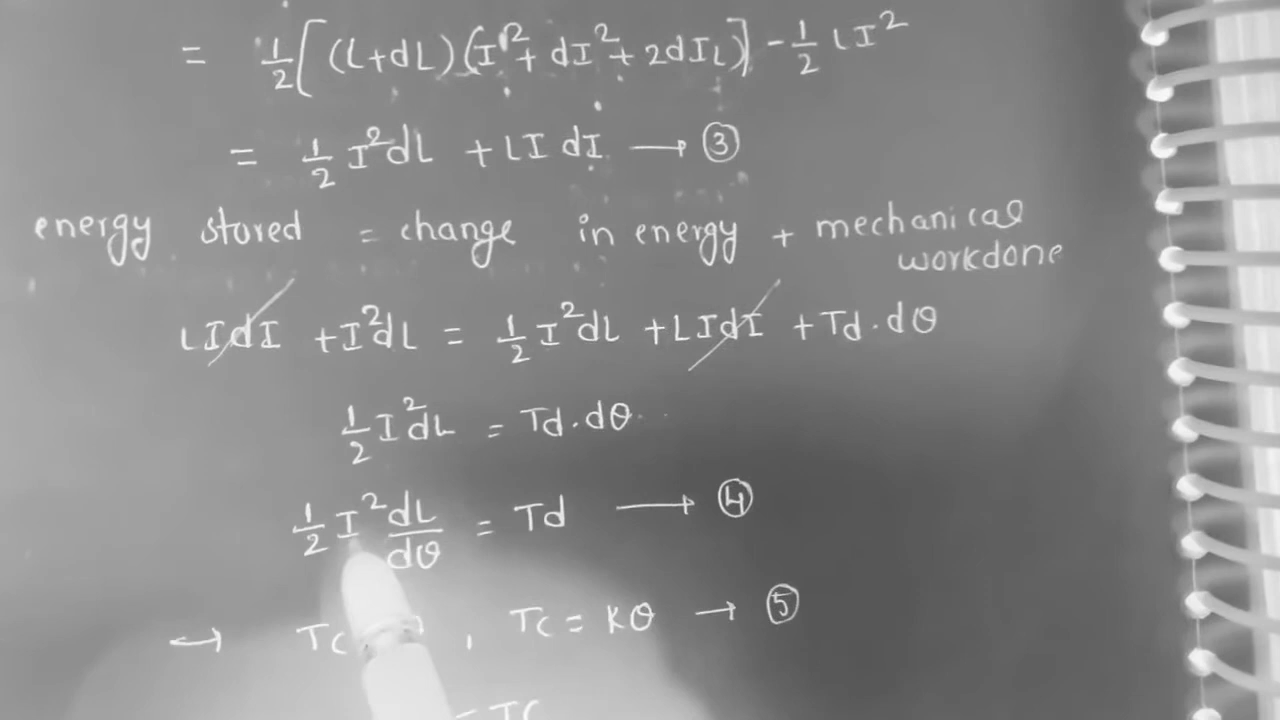 = 1/2 [(L+dL)(I²+dI²+2dIL)] - 1/2 LI²
= 1/2 I²dL + LI dI → ③
energy stored = change in energy + mechanical
workdone
LIdI + I²dL = 1/2 I²dL + LIdI + Td.dθ
1/2 I²dL = Td.dθ
1/2 I² dL/dθ = Td → ④
↔ Tc , Tc = Kθ → ⑤
= Tc